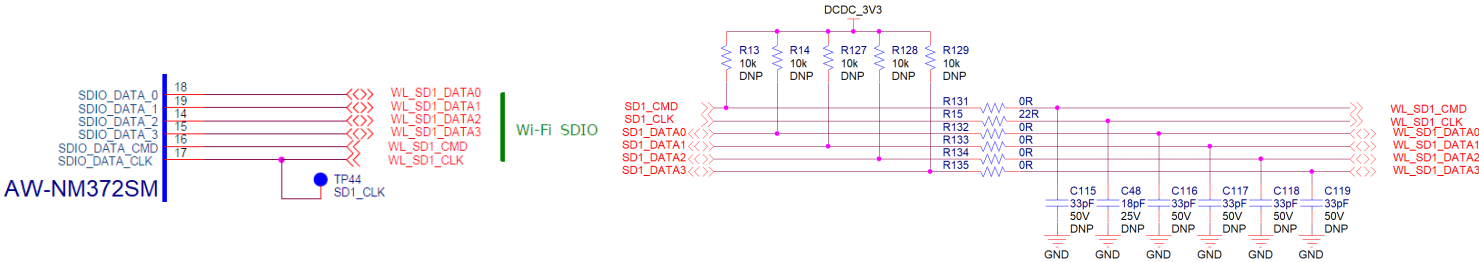 DCDC_3V3
R13
10k
DNP
R14
10k
DNP
R127
10k
DNP
R128
10k
DNP
R129
10k
DNP
SDIO_DATA_0 18 WL_SD1_DATA0
SDIO_DATA_1 19 WL_SD1_DATA1
SDIO_DATA_2 14 WL_SD1_DATA2
SDIO_DATA_3 15 WL_SD1_DATA3
SDIO_DATA_CMD 16 WL_SD1_CMD
SDIO_DATA_CLK 17 WL_SD1_CLK
Wi-Fi SDIO
AW-NM372SM
TP44
SD1_CLK
SD1_CMD R131 0R WL_SD1_CMD
SD1_CLK R15 22R WL_SD1_CLK
SD1_DATA0 R132 0R WL_SD1_DATA0
SD1_DATA1 R133 0R WL_SD1_DATA1
SD1_DATA2 R134 0R WL_SD1_DATA2
SD1_DATA3 R135 0R WL_SD1_DATA3
C115
33pF
50V
DNP
GND
C48
18pF
25V
DNP
GND
C116
33pF
50V
DNP
GND
C117
33pF
50V
DNP
GND
C118
33pF
50V
DNP
GND
C119
33pF
50V
DNP
GND